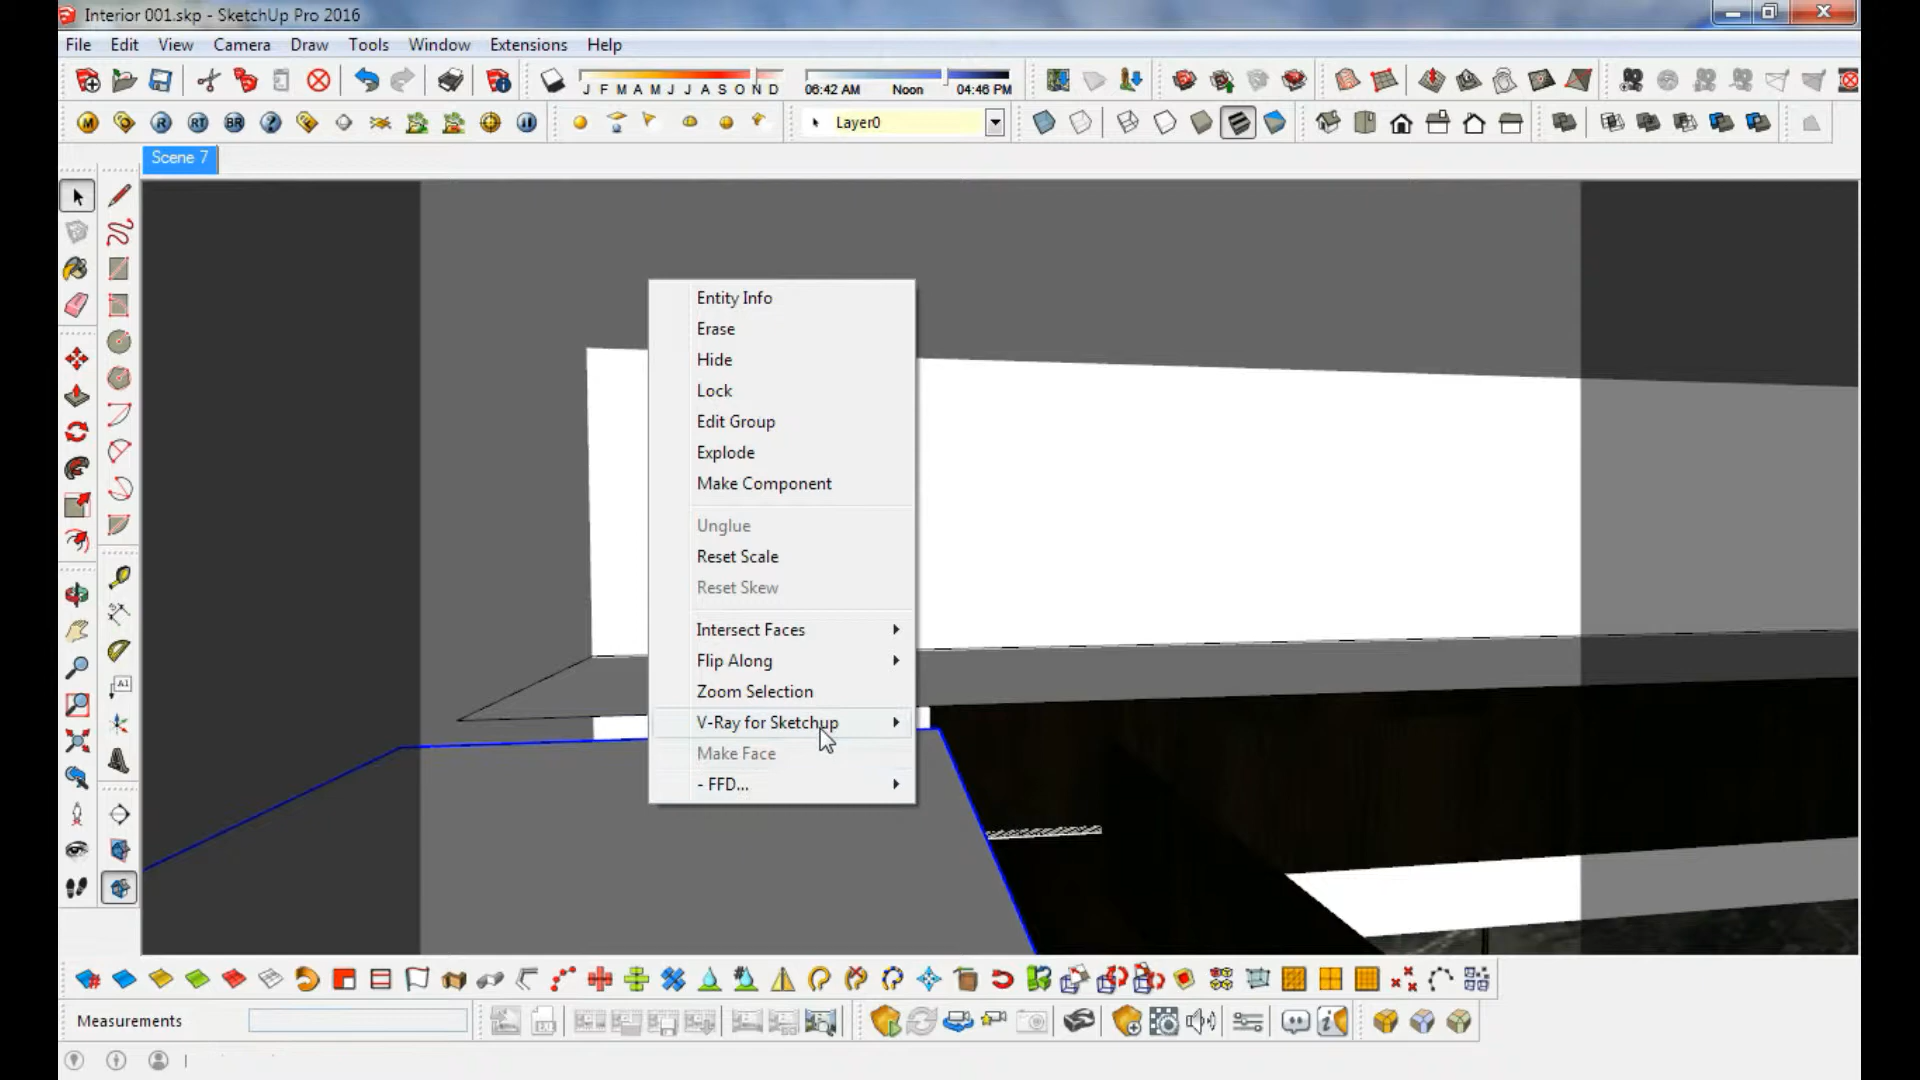 Interior 001.skp - SketchUp Pro 2016
File Edit View Camera Draw Tools Window Extensions Help
J F M A M J J A S O N D 06:42 AM Noon 04:46 PM
M R RT BR Layer0
Scene 7
Entity Info
Erase
Hide
Lock
Edit Group
Explode
Make Component
Unglue
Reset Scale
Reset Skew
Intersect Faces
Flip Along
Zoom Selection
V-Ray for Sketchup
Make Face
- FFD...
Measurements